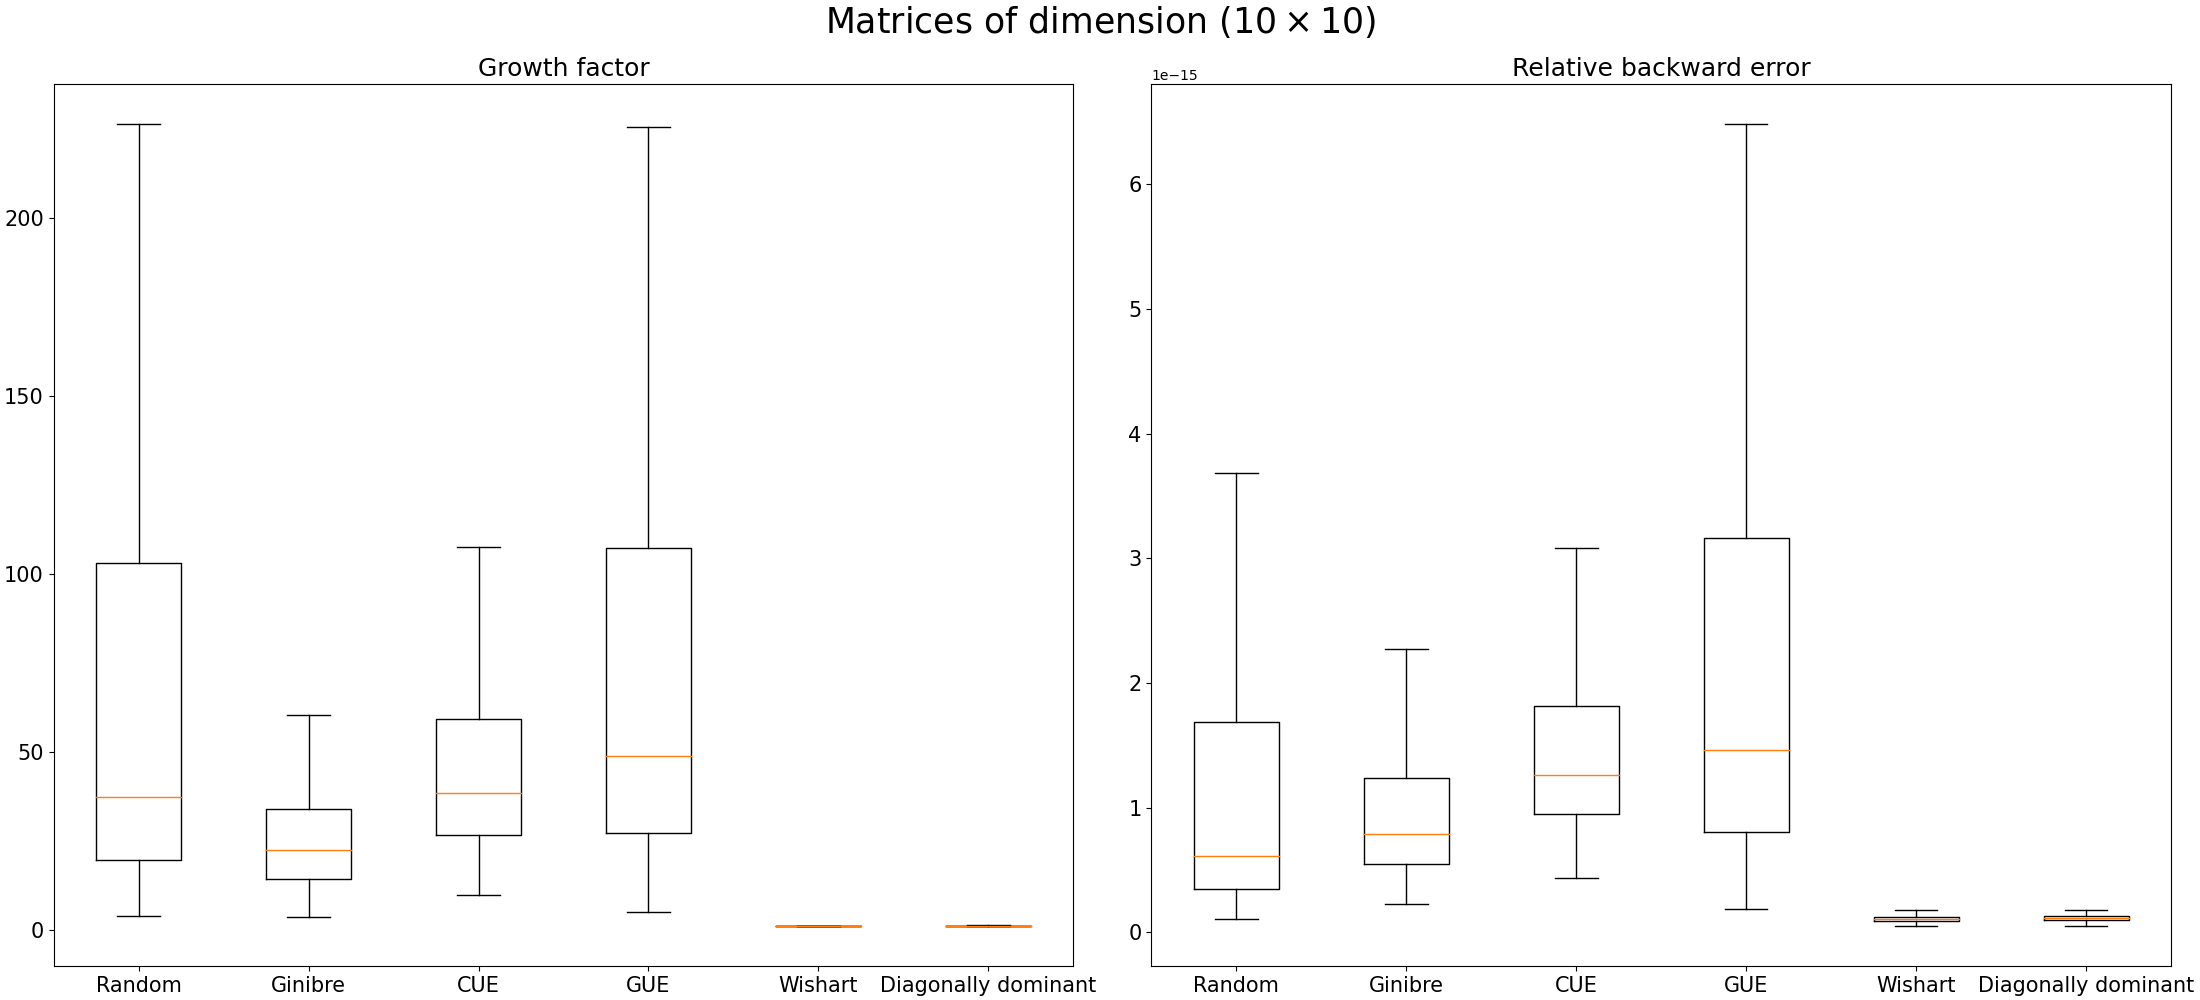 Matrices of dimension (10 × 10)
Growth factor
200
150
100
50
0
Random Ginibre CUE GUE Wishart Diagonally dominant
Relative backward error
1e−15
6
5
4
3
2
1
0
Random Ginibre CUE GUE Wishart Diagonally dominant